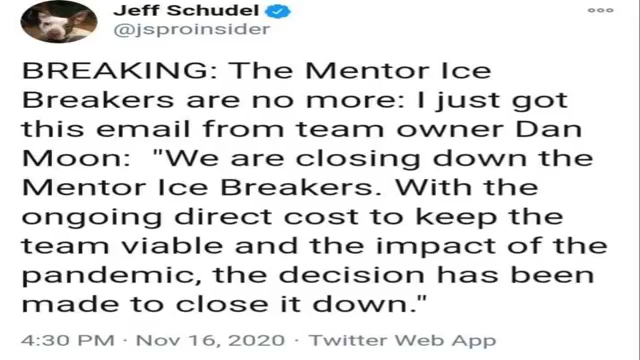 Jeff Schudel
@jsproinsider
BREAKING: The Mentor Ice
Breakers are no more: I just got
this email from team owner Dan
Moon:  "We are closing down the
Mentor Ice Breakers. With the
ongoing direct cost to keep the
team viable and the impact of the
pandemic, the decision has been
made to close it down."
4:30 PM · Nov 16, 2020 · Twitter Web App